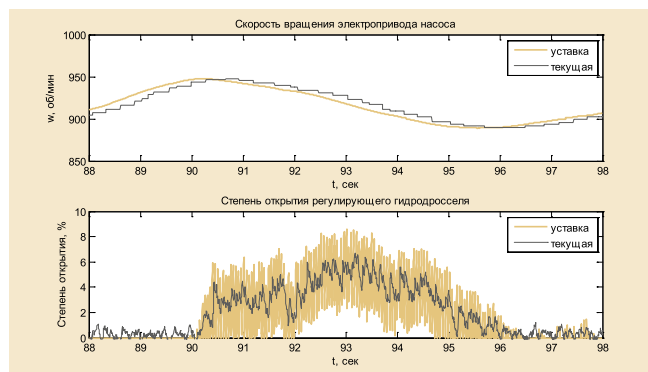 Скорость вращения электропривода насоса
1000
950
900
850
w, об/мин
уставка
текущая
88 89 90 91 92 93 94 95 96 97 98
t, сек
Степень открытия регулирующего гидродросселя
10
8
6
4
2
0
Степень открытия, %
уставка
текущая
88 89 90 91 92 93 94 95 96 97 98
t, сек